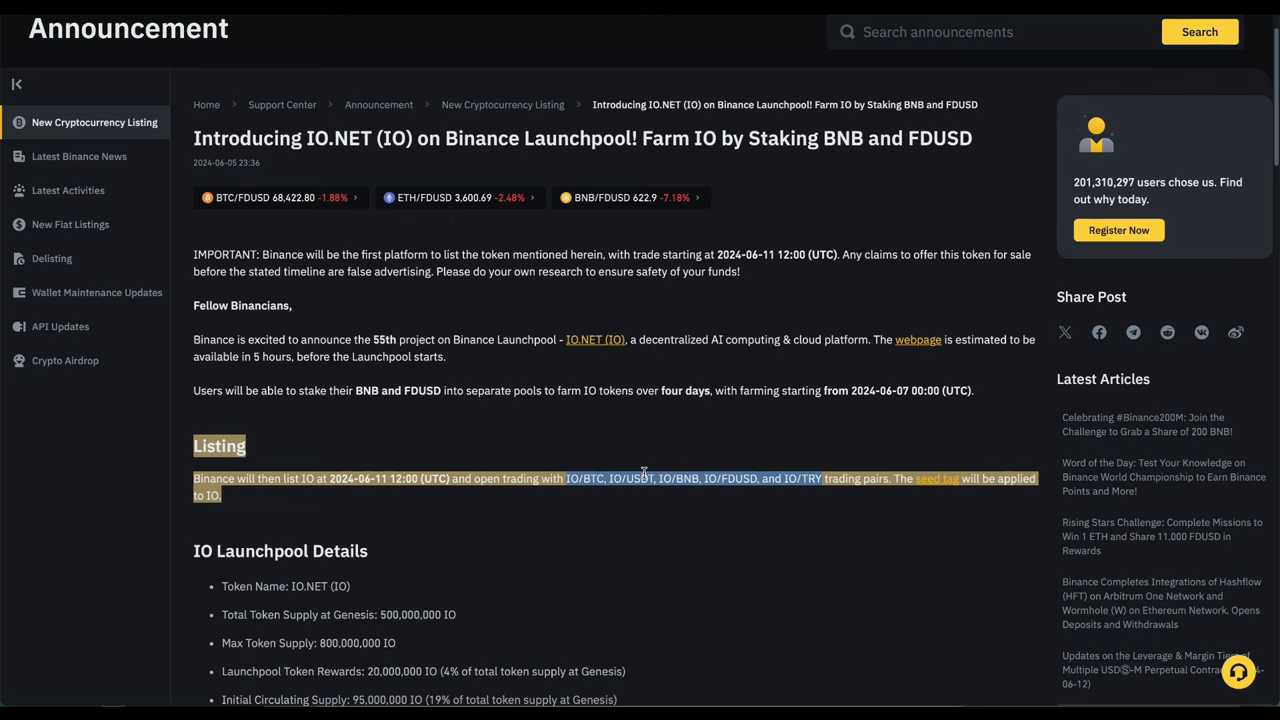 Announcement
Search announcements
Search
New Cryptocurrency Listing
Latest Binance News
Latest Activities
New Fiat Listings
Delisting
Wallet Maintenance Updates
API Updates
Crypto Airdrop
Home > Support Center > Announcement > New Cryptocurrency Listing > Introducing IO.NET (IO) on Binance Launchpool! Farm IO by Staking BNB and FDUSD
Introducing IO.NET (IO) on Binance Launchpool! Farm IO by Staking BNB and FDUSD
2024-06-05 23:36
BTC/FDUSD 68,422.80 -1.88% >
ETH/FDUSD 3,600.69 -2.48% >
BNB/FDUSD 622.9 -7.18% >
IMPORTANT: Binance will be the first platform to list the token mentioned herein, with trade starting at 2024-06-11 12:00 (UTC). Any claims to offer this token for sale
before the stated timeline are false advertising. Please do your own research to ensure safety of your funds!
Fellow Binancians,
Binance is excited to announce the 55th project on Binance Launchpool - IO.NET (IO), a decentralized AI computing & cloud platform. The webpage is estimated to be
available in 5 hours, before the Launchpool starts.
Users will be able to stake their BNB and FDUSD into separate pools to farm IO tokens over four days, with farming starting from 2024-06-07 00:00 (UTC).
Listing
Binance will then list IO at 2024-06-11 12:00 (UTC) and open trading with IO/BTC, IO/USDT, IO/BNB, IO/FDUSD, and IO/TRY trading pairs. The seed tag will be applied
to IO.
IO Launchpool Details
• Token Name: IO.NET (IO)
• Total Token Supply at Genesis: 500,000,000 IO
• Max Token Supply: 800,000,000 IO
• Launchpool Token Rewards: 20,000,000 IO (4% of total token supply at Genesis)
• Initial Circulating Supply: 95,000,000 IO (19% of total token supply at Genesis)
201,310,297 users chose us. Find
out why today.
Register Now
Share Post
Latest Articles
Celebrating #Binance200M: Join the
Challenge to Grab a Share of 200 BNB!
Word of the Day: Test Your Knowledge on
Binance World Championship to Earn Binance
Points and More!
Rising Stars Challenge: Complete Missions to
Win 1 ETH and Share 11,000 FDUSD in
Rewards
Binance Completes Integrations of Hashflow
(HFT) on Arbitrum One Network and
Wormhole (W) on Ethereum Network, Opens
Deposits and Withdrawals
Updates on the Leverage & Margin Tiers of
Multiple USDⓈ-M Perpetual
06-12)